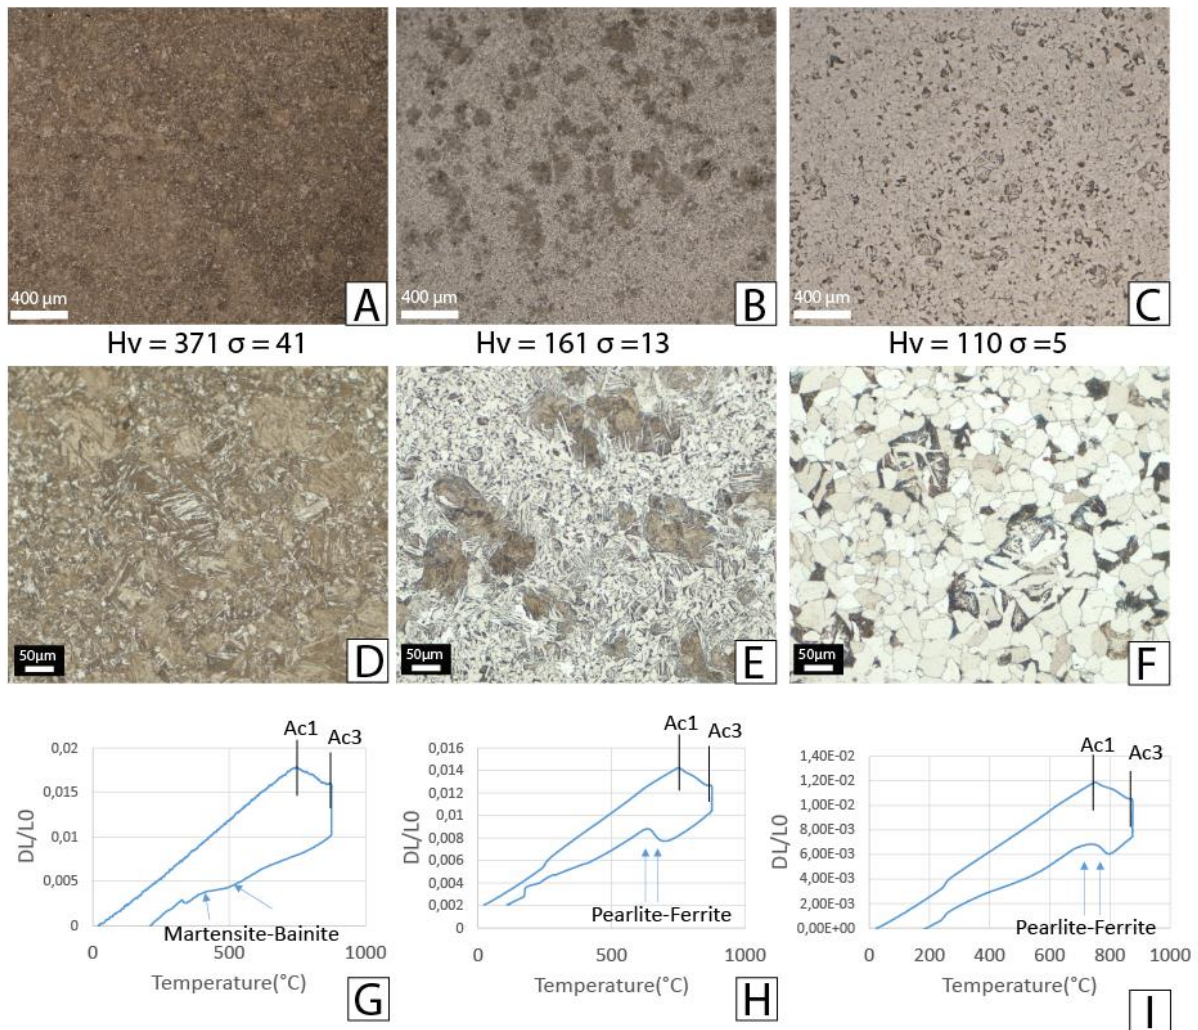 400 µm
A
400 µm
B
400 µm
C
Hv = 371 σ = 41
Hv = 161 σ =13
Hv = 110 σ =5
50µm
D
50µm
E
50µm
F
Ac1
Ac3
0,02
0,015
0,01
0,005
0
DL/L0
Martensite-Bainite
0
500
1000
Temperature(°C)
G
Ac1
Ac3
0,016
0,014
0,012
0,01
0,008
0,006
0,004
0,002
0
DL/L0
Pearlite-Ferrite
0
500
1000
Temperature(°C)
H
Ac1
Ac3
1,40E-02
1,20E-02
1,00E-02
8,00E-03
6,00E-03
4,00E-03
2,00E-03
0,00E+00
DL/L0
Pearlite-Ferrite
0
200
400
600
800
1000
Temperature(°C)
I